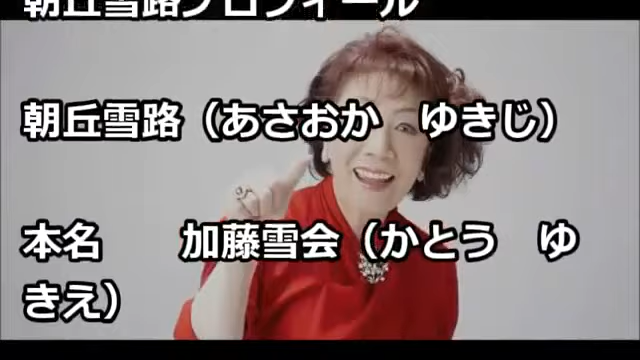 朝丘雪路プロフィール
朝丘雪路（あさおか　ゆきじ）
本名　　加藤雪会（かとう　ゆ
きえ）